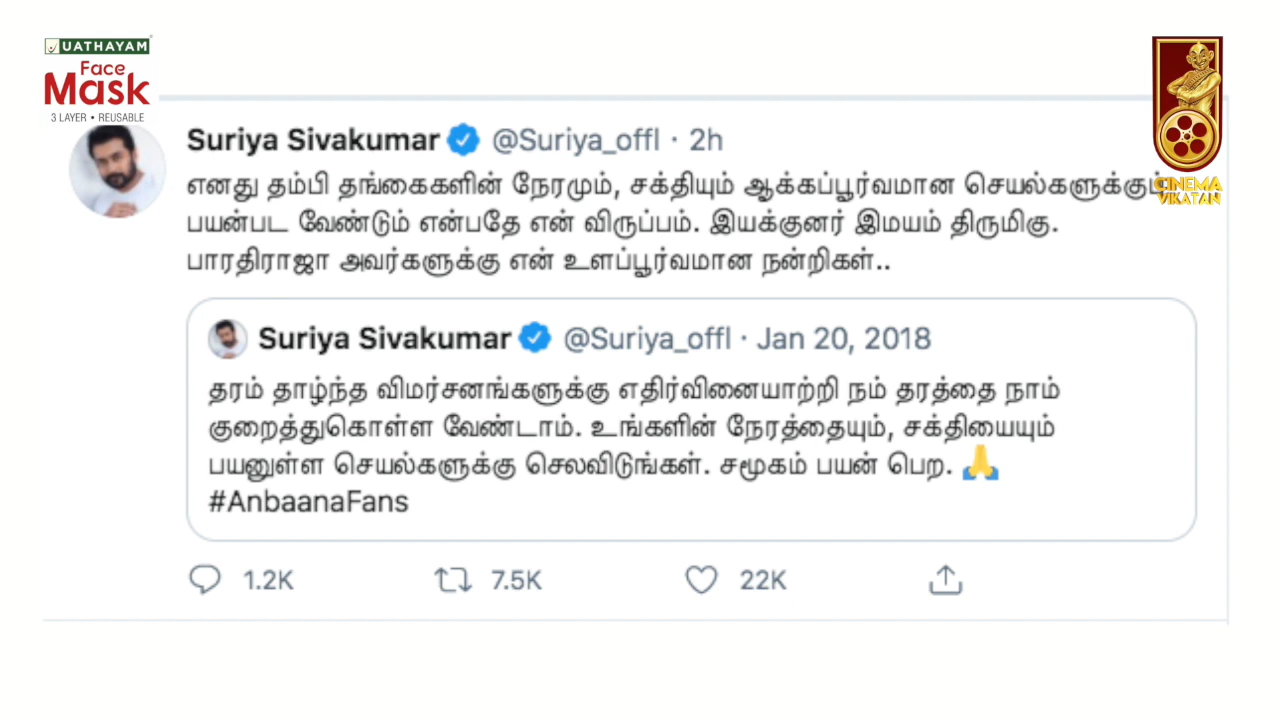 UATHAYAM
Face
Mask
3 LAYER • REUSABLE
CINEMA
VIKATAN
Suriya Sivakumar @Suriya_offl · 2h
எனது தம்பி தங்கைகளின் நேரமும், சக்தியும் ஆக்கப்பூர்வமான செயல்களுக்குப்
பயன்பட வேண்டும் என்பதே என் விருப்பம். இயக்குனர் இமயம் திருமிகு.
பாரதிராஜா அவர்களுக்கு என் உளப்பூர்வமான நன்றிகள்..
Suriya Sivakumar @Suriya_offl · Jan 20, 2018
தரம் தாழ்ந்த விமர்சனங்களுக்கு எதிர்வினையாற்றி நம் தரத்தை நாம்
குறைத்துகொள்ள வேண்டாம். உங்களின் நேரத்தையும், சக்தியையும்
பயனுள்ள செயல்களுக்கு செலவிடுங்கள். சமூகம் பயன் பெற. 🙏
#AnbaanaFans
1.2K 7.5K 22K